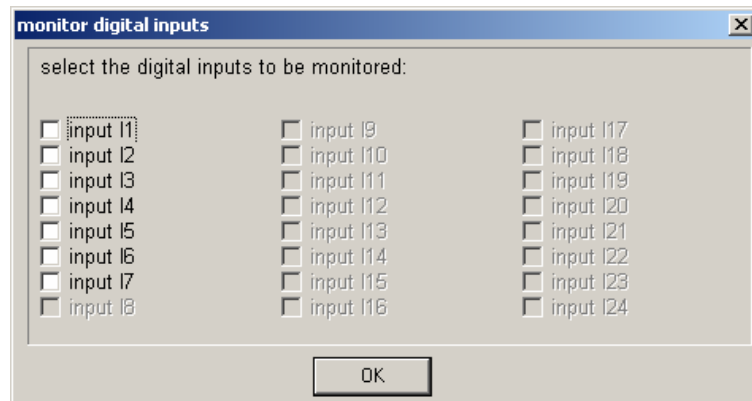 monitor digital inputs
select the digital inputs to be monitored:
input I1
input I2
input I3
input I4
input I5
input I6
input I7
input I8
input I9
input I10
input I11
input I12
input I13
input I14
input I15
input I16
input I17
input I18
input I19
input I20
input I21
input I22
input I23
input I24
OK